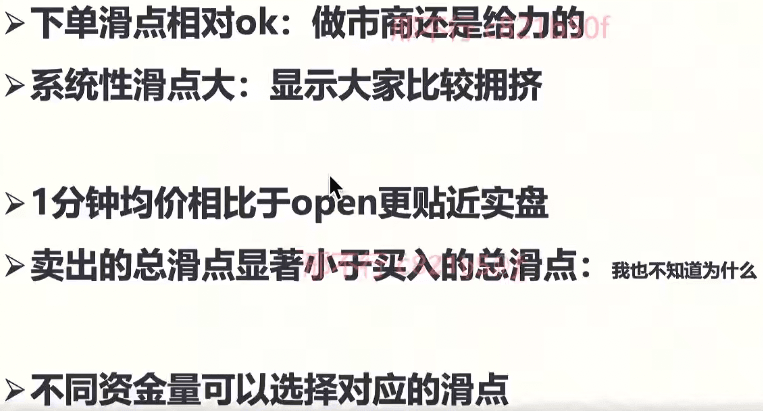 ➢下单滑点相对ok：做市商还是给力的
➢系统性滑点大：显示大家比较拥挤
➢1分钟均价相比于open更贴近实盘
➢卖出的总滑点显著小于买入的总滑点：我也不知道为什么
➢不同资金量可以选择对应的滑点